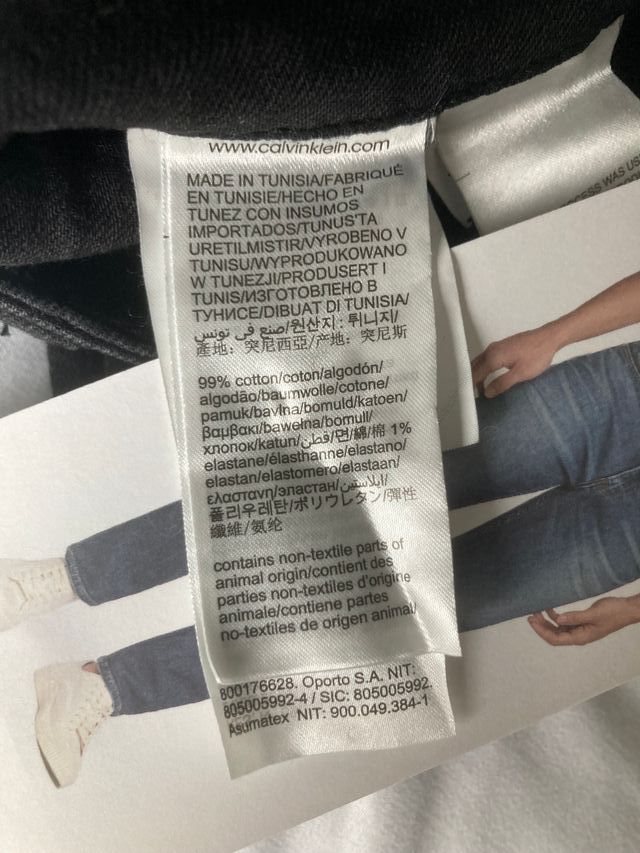 www.calvinklein.com
MADE IN TUNISIA/FABRIQUÉ
EN TUNISIE/HECHO EN
TUNEZ CON INSUMOS
IMPORTADOS/TUNUS'TA
URETILMISTIR/VYROBENO V
TUNISU/WYPRODUKOWANO
W TUNEZJI/PRODUSERT I
TUNIS/ИЗГОТОВЛЕНО В
ТУНИСЕ/DIBUAT DI TUNISIA/
صنع في تونس/원산지 : 튀니지/
產地: 突尼西亞/产地: 突尼斯
99% cotton/coton/algodón/
algodão/baumwolle/cotone/
pamuk/bavlna/bomuld/katoen/
βαμβακι/bawełna/bomull/
хлопок/katun/قطن/면/綿/棉 1%
elastane/élasthanne/elastano/
elastan/elastomero/elastaan/
ελαστανη/эластан/ايلاستين/
폴리우레탄/ポリウレタン/彈性
纖維/氨纶
contains non-textile parts of
animal origin/contient des
parties non-textiles d'origine
animale/contiene partes
no-textiles de origen animal/
800176628. Oporto S.A. NIT:
805005992-4 / SIC: 805005992.
Asumatex NIT: 900.049.384-1
CESS WAS US